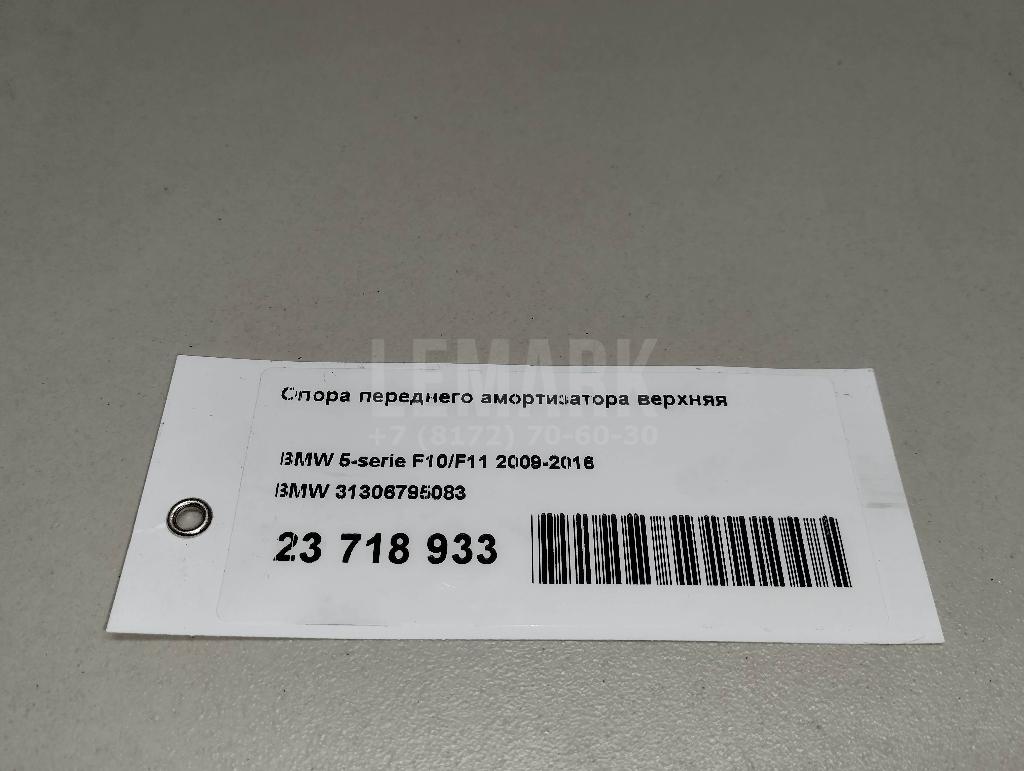 LEMARK
Опора переднего амортизатора верхняя
+7 (8172) 70-60-30
BMW 5-serie F10/F11 2009-2016
BMW 31306795083
23 718 933